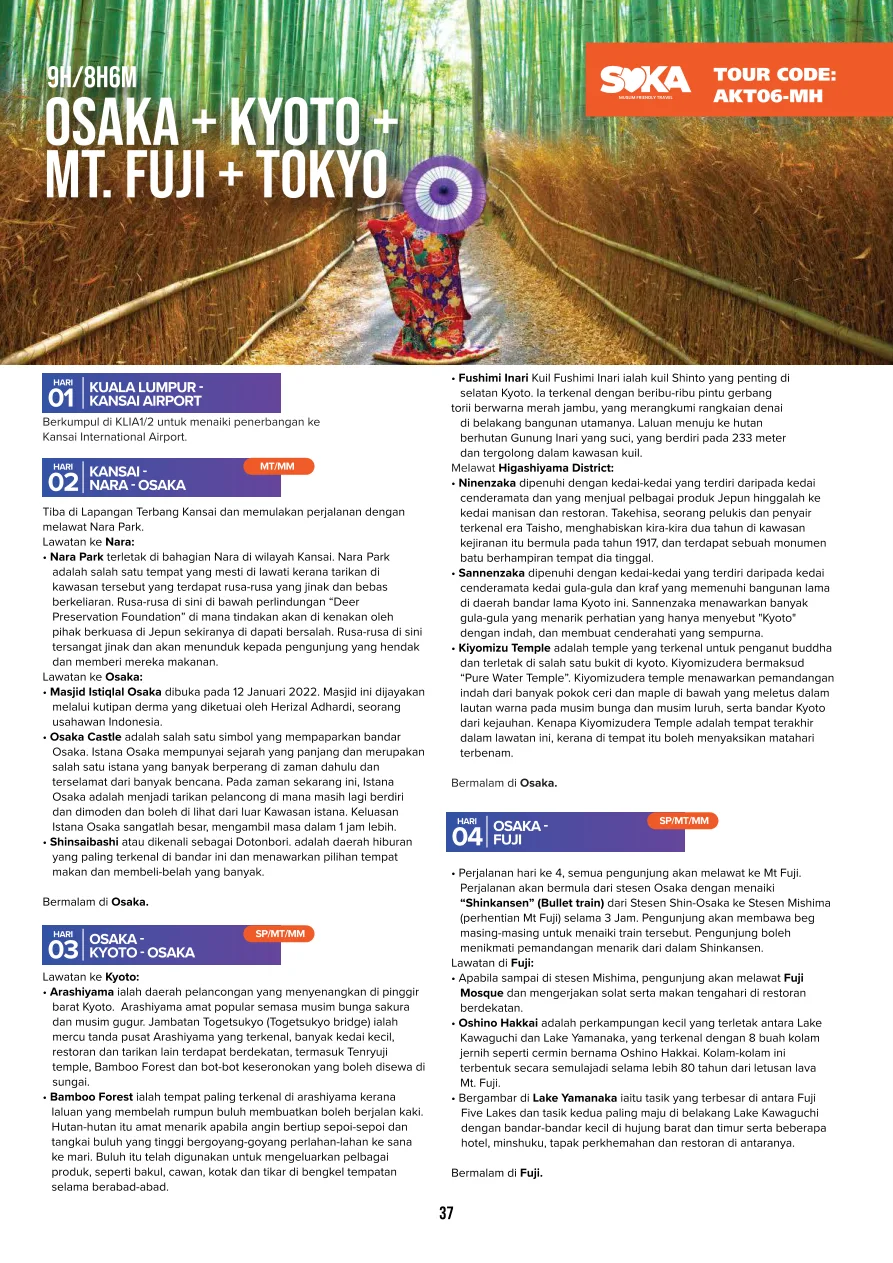 9H/8H6M
OSAKA + KYOTO +
MT. FUJI + TOKYO
SOKA
MUSLIM-FRIENDLY TRAVEL
TOUR CODE:
AKT06-MH
HARI
01
KUALA LUMPUR -
KANSAI AIRPORT
Berkumpul di KLIA1/2 untuk menaiki penerbangan ke
Kansai International Airport.
HARI
02
KANSAI -
NARA - OSAKA
MT/MM
Tiba di Lapangan Terbang Kansai dan memulakan perjalanan dengan
melawat Nara Park.
Lawatan ke Nara:
• Nara Park terletak di bahagian Nara di wilayah Kansai. Nara Park
adalah salah satu tempat yang mesti di lawati kerana tarikan di
kawasan tersebut yang terdapat rusa-rusa yang jinak dan bebas
berkeliaran. Rusa-rusa di sini di bawah perlindungan “Deer
Preservation Foundation” di mana tindakan akan di kenakan oleh
pihak berkuasa di Jepun sekiranya di dapati bersalah. Rusa-rusa di sini
tersangat jinak dan akan menunduk kepada pengunjung yang hendak
dan memberi mereka makanan.
Lawatan ke Osaka:
• Masjid Istiqlal Osaka dibuka pada 12 Januari 2022. Masjid ini dijayakan
melalui kutipan derma yang diketuai oleh Herizal Adhardi, seorang
usahawan Indonesia.
• Osaka Castle adalah salah satu simbol yang mempaparkan bandar
Osaka. Istana Osaka mempunyai sejarah yang panjang dan merupakan
salah satu istana yang banyak berperang di zaman dahulu dan
terselamat dari banyak bencana. Pada zaman sekarang ini, Istana
Osaka adalah menjadi tarikan pelancong di mana masih lagi berdiri
dan dimoden dan boleh di lihat dari luar Kawasan istana. Keluasan
Istana Osaka sangatlah besar, mengambil masa dalam 1 jam lebih.
• Shinsaibashi atau dikenali sebagai Dotonbori. adalah daerah hiburan
yang paling terkenal di bandar ini dan menawarkan pilihan tempat
makan dan membeli-belah yang banyak.
Bermalam di Osaka.
HARI
03
OSAKA -
KYOTO - OSAKA
SP/MT/MM
Lawatan ke Kyoto:
• Arashiyama ialah daerah pelancongan yang menyenangkan di pinggir
barat Kyoto.  Arashiyama amat popular semasa musim bunga sakura
dan musim gugur. Jambatan Togetsukyo (Togetsukyo bridge) ialah
mercu tanda pusat Arashiyama yang terkenal, banyak kedai kecil,
restoran dan tarikan lain terdapat berdekatan, termasuk Tenryuji
temple, Bamboo Forest dan bot-bot keseronokan yang boleh disewa di
sungai.
• Bamboo Forest ialah tempat paling terkenal di arashiyama kerana
laluan yang membelah rumpun buluh membuatkan boleh berjalan kaki.
Hutan-hutan itu amat menarik apabila angin bertiup sepoi-sepoi dan
tangkai buluh yang tinggi bergoyang-goyang perlahan-lahan ke sana
ke mari. Buluh itu telah digunakan untuk mengeluarkan pelbagai
produk, seperti bakul, cawan, kotak dan tikar di bengkel tempatan
selama berabad-abad.
• Fushimi Inari Kuil Fushimi Inari ialah kuil Shinto yang penting di
selatan Kyoto. Ia terkenal dengan beribu-ribu pintu gerbang
torii berwarna merah jambu, yang merangkumi rangkaian denai
di belakang bangunan utamanya. Laluan menuju ke hutan
berhutan Gunung Inari yang suci, yang berdiri pada 233 meter
dan tergolong dalam kawasan kuil.
Melawat Higashiyama District:
• Ninenzaka dipenuhi dengan kedai-kedai yang terdiri daripada kedai
cenderamata dan yang menjual pelbagai produk Jepun hinggalah ke
kedai manisan dan restoran. Takehisa, seorang pelukis dan penyair
terkenal era Taisho, menghabiskan kira-kira dua tahun di kawasan
kejiranan itu bermula pada tahun 1917, dan terdapat sebuah monumen
batu berhampiran tempat dia tinggal.
• Sannenzaka dipenuhi dengan kedai-kedai yang terdiri daripada kedai
cenderamata kedai gula-gula dan kraf yang memenuhi bangunan lama
di daerah bandar lama Kyoto ini. Sannenzaka menawarkan banyak
gula-gula yang menarik perhatian yang hanya menyebut "Kyoto"
dengan indah, dan membuat cenderahati yang sempurna.
• Kiyomizu Temple adalah temple yang terkenal untuk penganut buddha
dan terletak di salah satu bukit di kyoto. Kiyomizudera bermaksud
“Pure Water Temple”. Kiyomizudera temple menawarkan pemandangan
indah dari banyak pokok ceri dan maple di bawah yang meletus dalam
lautan warna pada musim bunga dan musim luruh, serta bandar Kyoto
dari kejauhan. Kenapa Kiyomizudera Temple adalah tempat terakhir
dalam lawatan ini, kerana di tempat itu boleh menyaksikan matahari
terbenam.
Bermalam di Osaka.
HARI
04
OSAKA -
FUJI
SP/MT/MM
• Perjalanan hari ke 4, semua pengunjung akan melawat ke Mt Fuji.
Perjalanan akan bermula dari stesen Osaka dengan menaiki
“Shinkansen” (Bullet train) dari Stesen Shin-Osaka ke Stesen Mishima
(perhentian Mt Fuji) selama 3 Jam. Pengunjung akan membawa beg
masing-masing untuk menaiki train tersebut. Pengunjung boleh
menikmati pemandangan menarik dari dalam Shinkansen.
Lawatan di Fuji:
• Apabila sampai di stesen Mishima, pengunjung akan melawat Fuji
Mosque dan mengerjakan solat serta makan tengahari di restoran
berdekatan.
• Oshino Hakkai adalah perkampungan kecil yang terletak antara Lake
Kawaguchi dan Lake Yamanaka, yang terkenal dengan 8 buah kolam
jernih seperti cermin bernama Oshino Hakkai. Kolam-kolam ini
terbentuk secara semulajadi selama lebih 80 tahun dari letusan lava
Mt. Fuji.
• Bergambar di Lake Yamanaka iaitu tasik yang terbesar di antara Fuji
Five Lakes dan tasik kedua paling maju di belakang Lake Kawaguchi
dengan bandar-bandar kecil di hujung barat dan timur serta beberapa
hotel, minshuku, tapak perkhemahan dan restoran di antaranya.
Bermalam di Fuji.
37